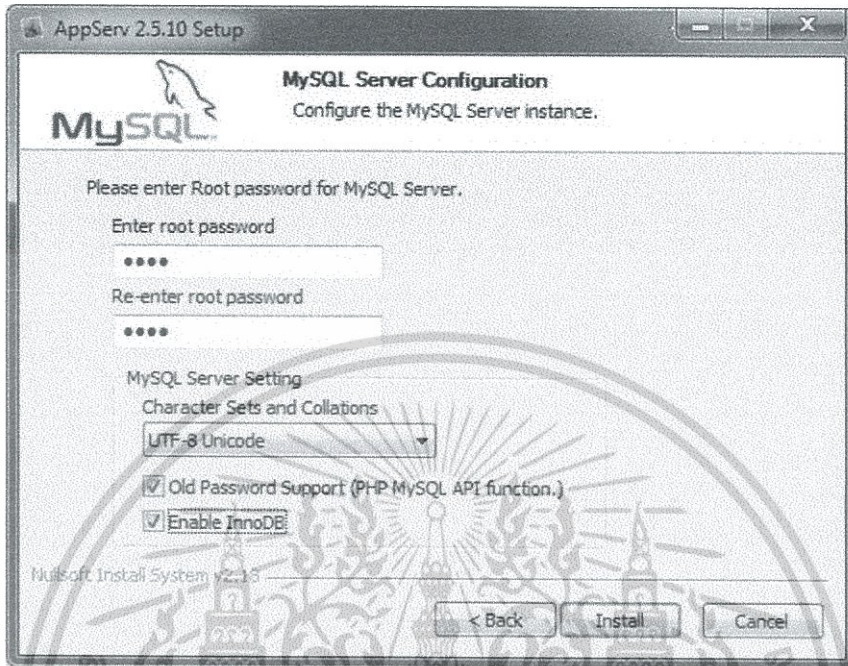 AppServ 2.5.10 Setup
MySQL Server Configuration
Configure the MySQL Server instance.
MySQL
Please enter Root password for MySQL Server.
Enter root password
••••
Re-enter root password
••••
MySQL Server Setting
Character Sets and Collations
UTF-8 Unicode
Old Password Support (PHP MySQL API function.)
Enable InnoDB
Nullsoft Install System v2.18
< Back
Install
Cancel